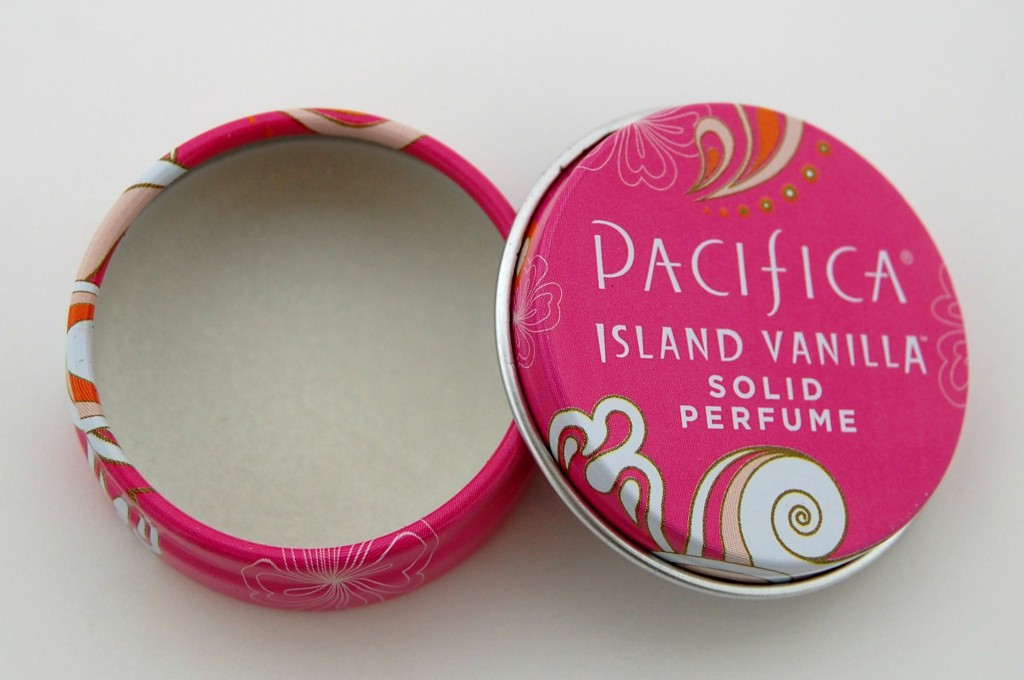 PACIFICA®
ISLAND VANILLA™
SOLID
PERFUME